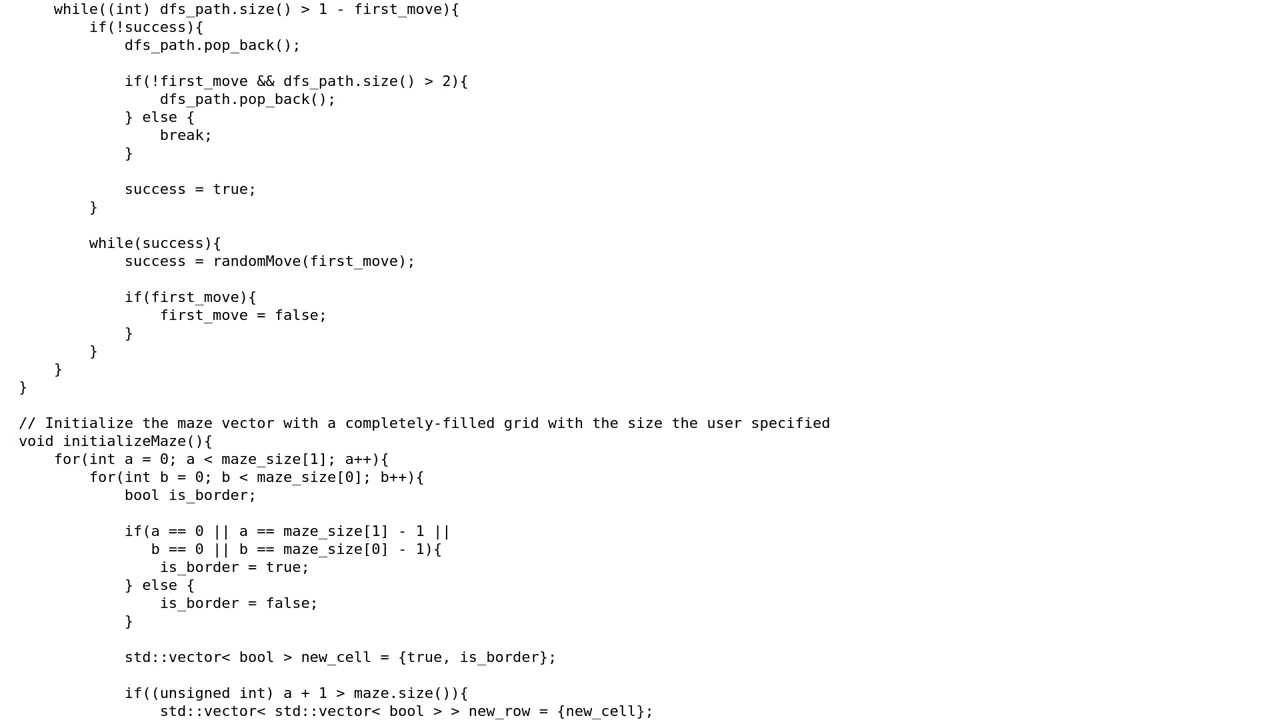 while((int) dfs_path.size() > 1 - first_move){
        if(!success){
            dfs_path.pop_back();

            if(!first_move && dfs_path.size() > 2){
                dfs_path.pop_back();
            } else {
                break;
            }

            success = true;
        }

        while(success){
            success = randomMove(first_move);

            if(first_move){
                first_move = false;
            }
        }
    }
}

// Initialize the maze vector with a completely-filled grid with the size the user specified
void initializeMaze(){
    for(int a = 0; a < maze_size[1]; a++){
        for(int b = 0; b < maze_size[0]; b++){
            bool is_border;

            if(a == 0 || a == maze_size[1] - 1 ||
               b == 0 || b == maze_size[0] - 1){
                is_border = true;
            } else {
                is_border = false;
            }

            std::vector< bool > new_cell = {true, is_border};

            if((unsigned int) a + 1 > maze.size()){
                std::vector< std::vector< bool > > new_row = {new_cell};